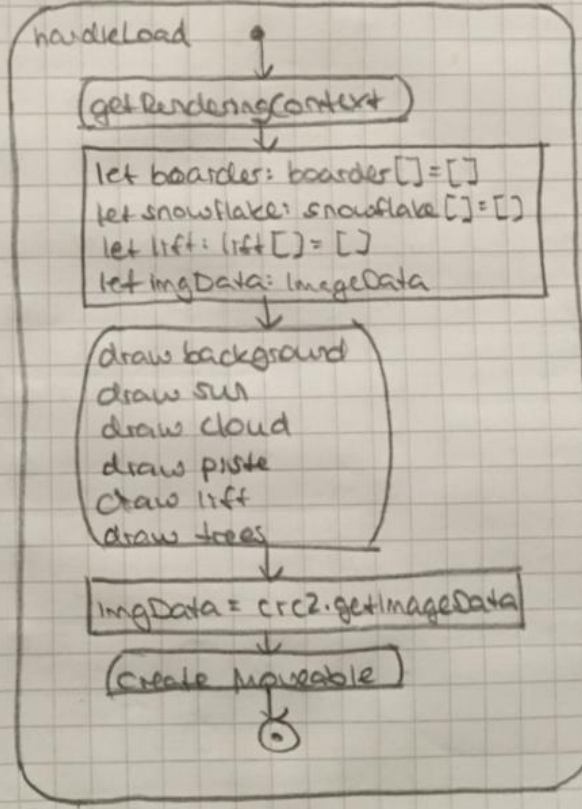 handleLoad
getRenderingContext
let boarder: boarder[] = []
let snowflake: snowflake[] = []
let lift: lift[] = []
let imgData: ImageData
draw background
draw sun
draw cloud
draw piste
draw lift
draw trees
imgData = crc2.getImageData
create Moveable